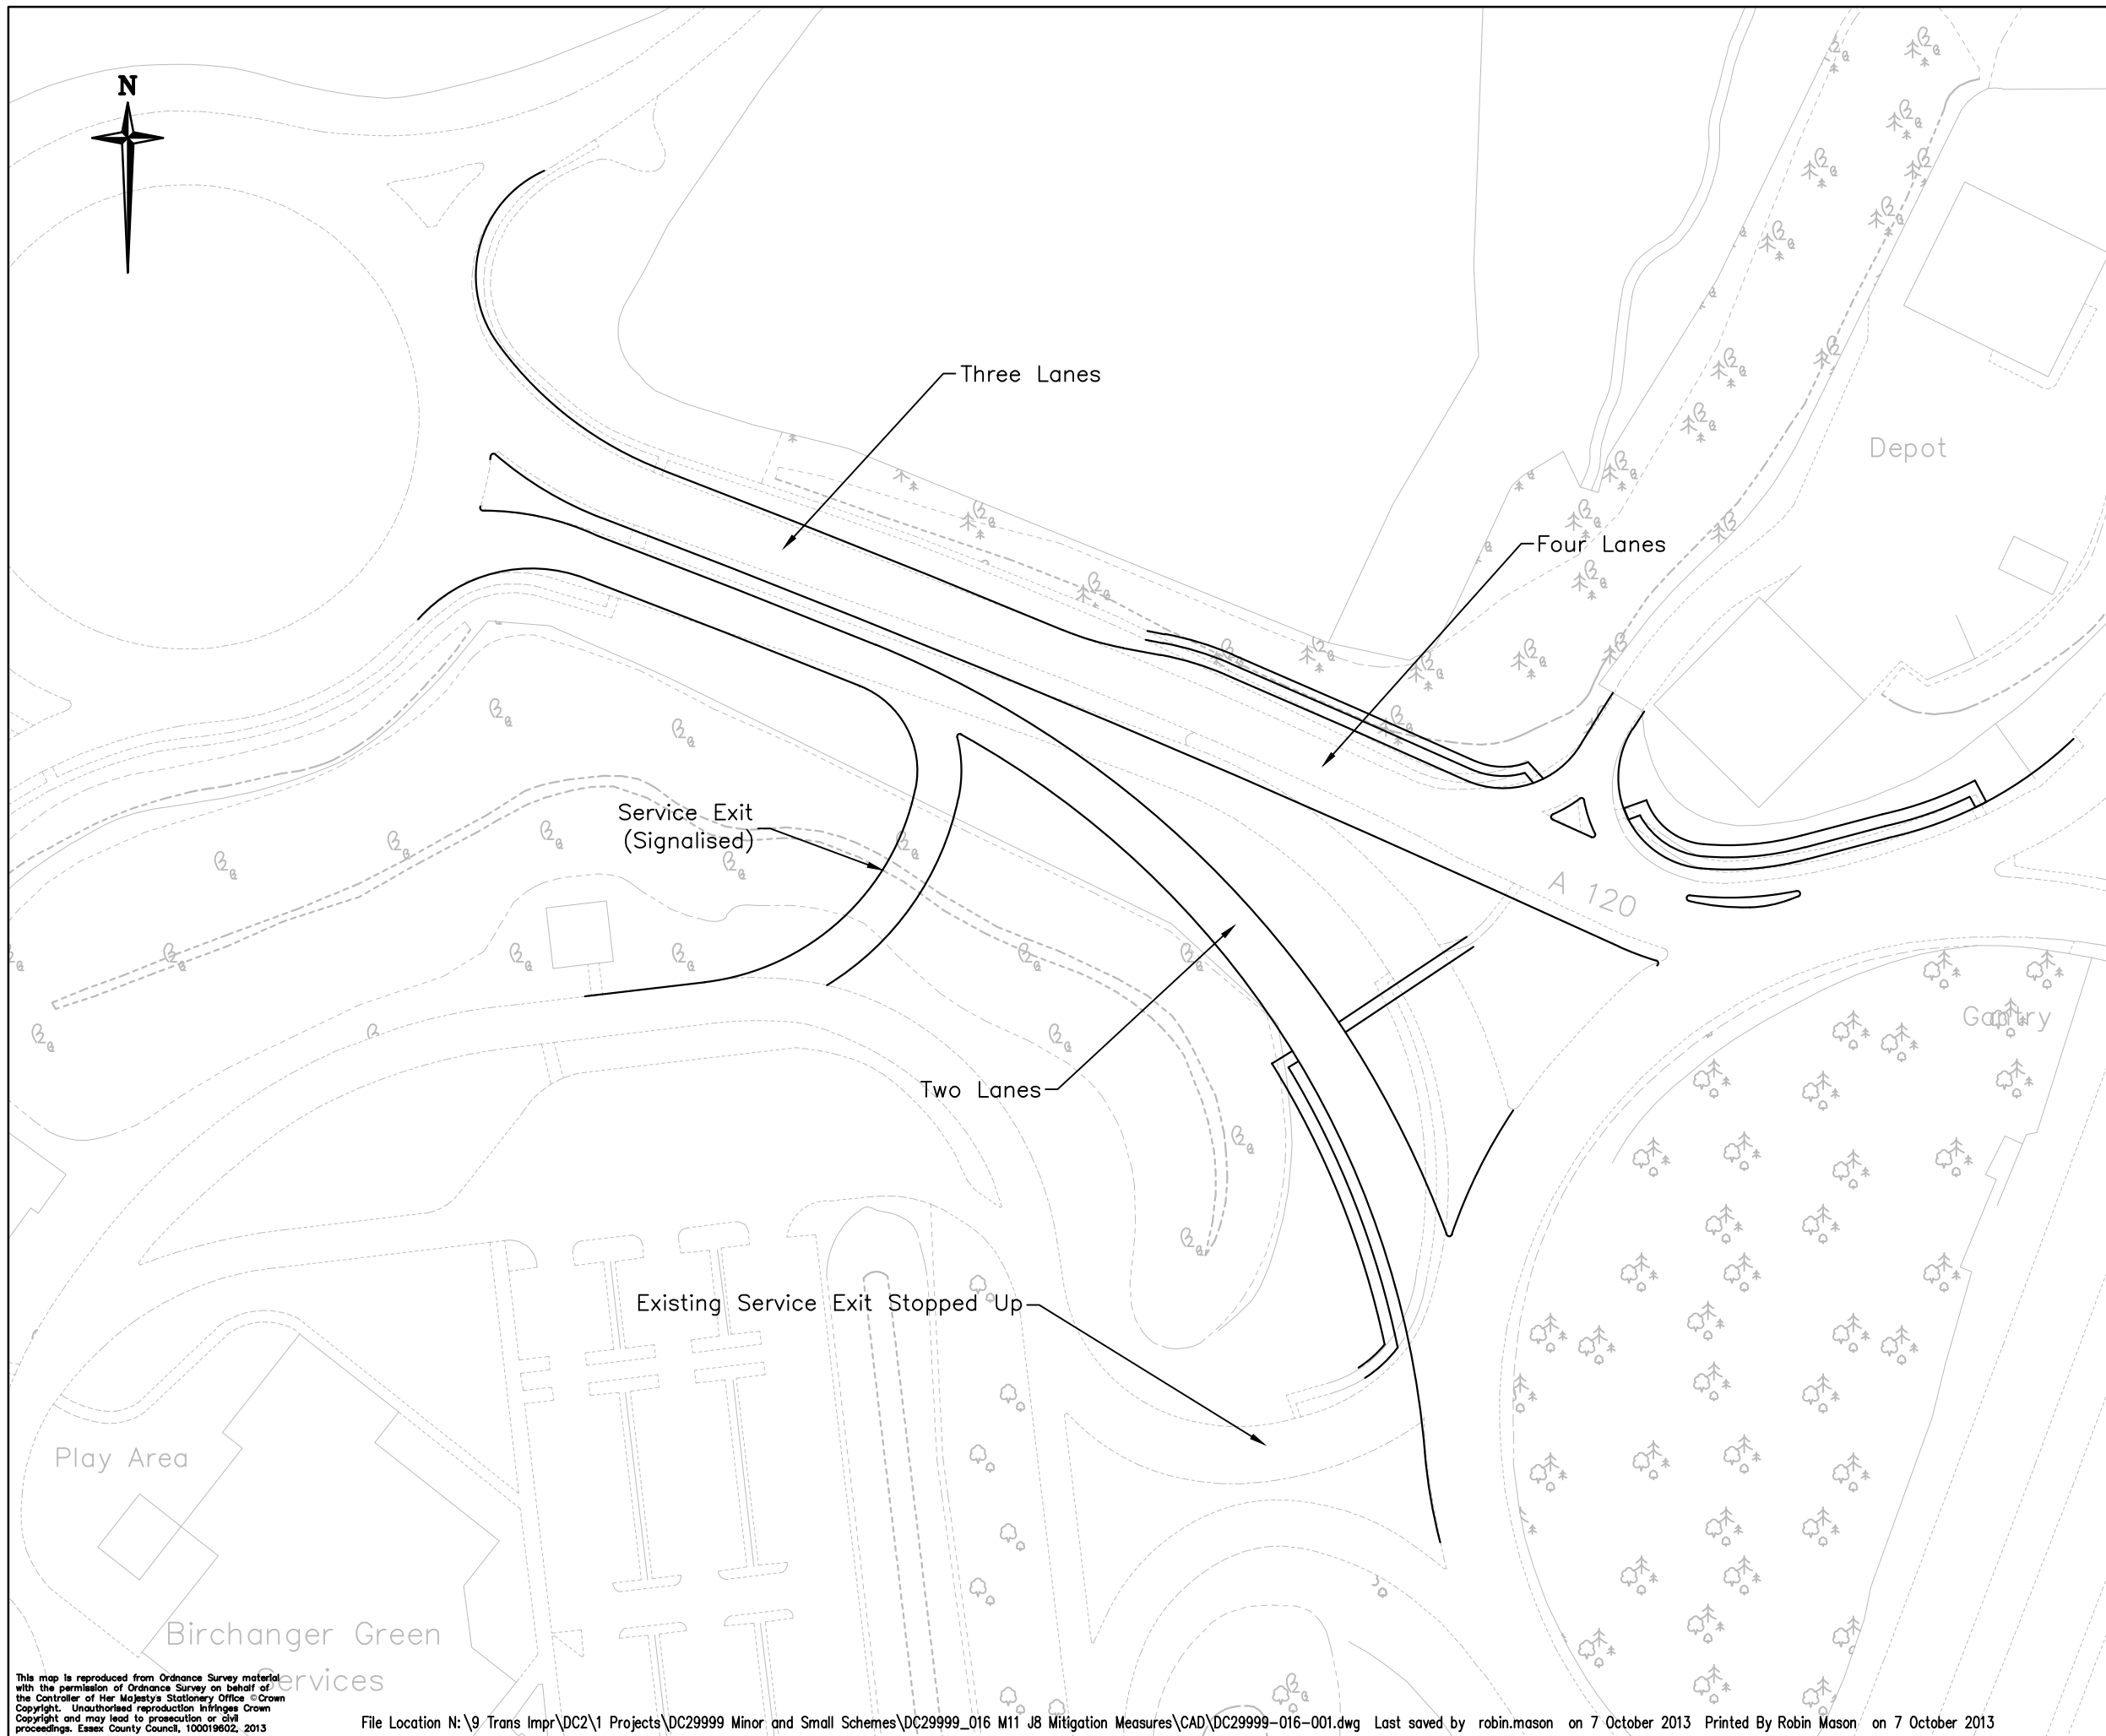 N
Three Lanes
Four Lanes
Depot
Service Exit
(Signalised)
A 120
Gantry
Two Lanes
Existing Service Exit Stopped Up
Play Area
Birchanger Green
Services
This map is reproduced from Ordnance Survey material
with the permission of Ordnance Survey on behalf of
the Controller of Her Majesty's Stationery Office © Crown
Copyright. Unauthorised reproduction infringes Crown
Copyright and may lead to prosecution or civil
proceedings. Essex County Council, 100019602, 2013
File Location N:\9 Trans Impr\DC2\1 Projects\DC29999 Minor and Small Schemes\DC29999_016 M11 J8 Mitigation Measures\CAD\DC29999-016-001.dwg Last saved by robin.mason on 7 October 2013 Printed By Robin Mason on 7 October 2013